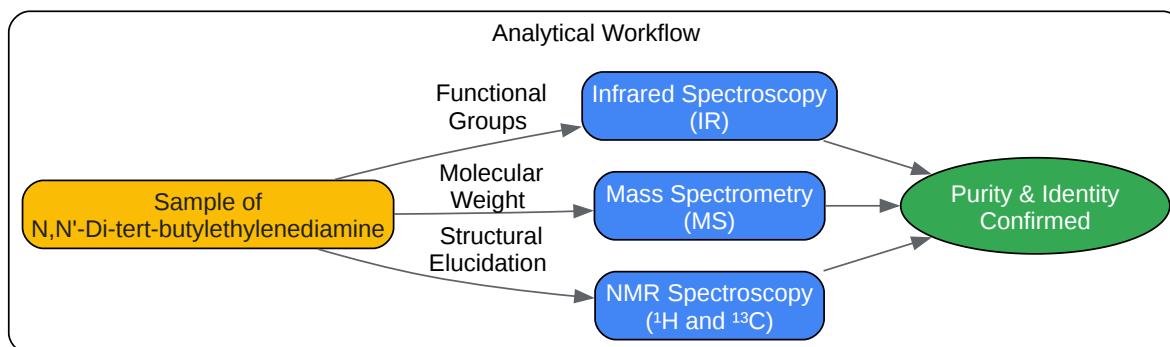 Analytical Workflow
Functional
Groups
Infrared Spectroscopy
(IR)
Sample of
N,N'-Di-tert-butylethylenediamine
Molecular
Weight
Mass Spectrometry
(MS)
Purity & Identity
Confirmed
Structural
Elucidation
NMR Spectroscopy
(¹H and ¹³C)